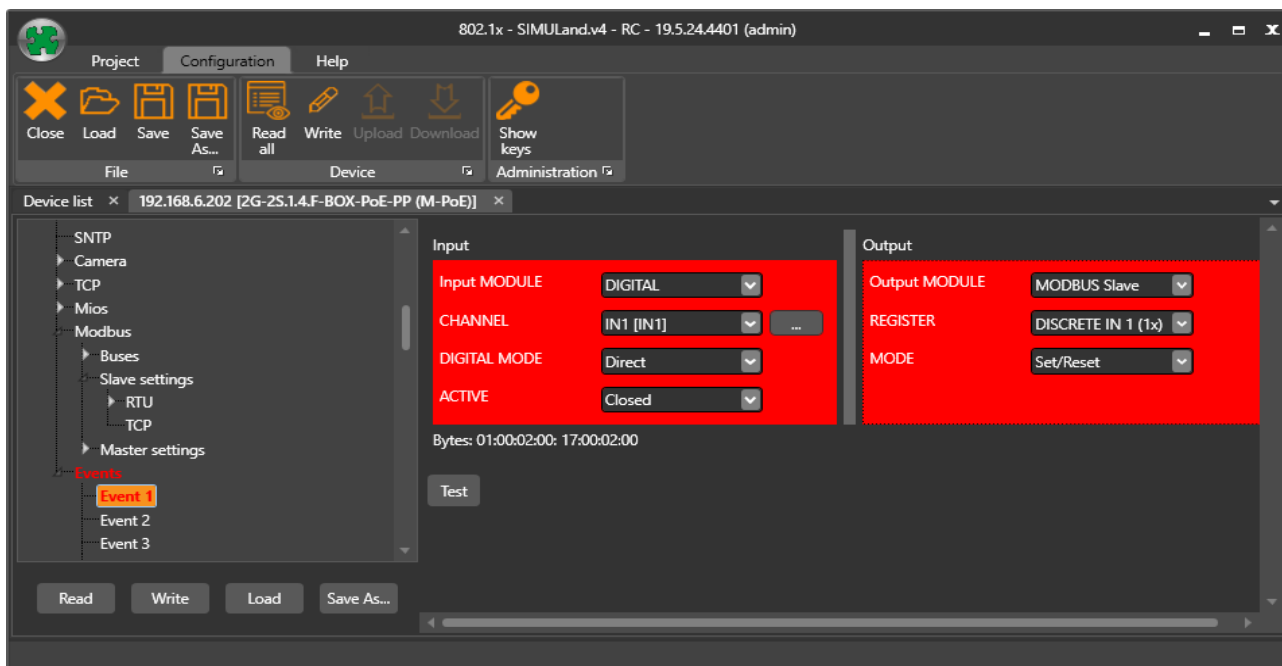 802.1x - SIMULand.v4 - RC - 19.5.24.4401 (admin)
Project Configuration Help
Close Load Save Save As... Read all Write Upload Download Show keys
File Device Administration
Device list × 192.168.6.202 [2G-2S.1.4.F-BOX-PoE-PP (M-PoE)] ×
SNTP
Camera
TCP
Mios
Modbus
Buses
Slave settings
RTU
TCP
Master settings
Events
Event 1
Event 2
Event 3
Read Write Load Save As...
Input
Input MODULE DIGITAL
CHANNEL IN1 [IN1] ...
DIGITAL MODE Direct
ACTIVE Closed
Bytes: 01:00:02:00: 17:00:02:00
Test
Output
Output MODULE MODBUS Slave
REGISTER DISCRETE IN 1 (1x)
MODE Set/Reset